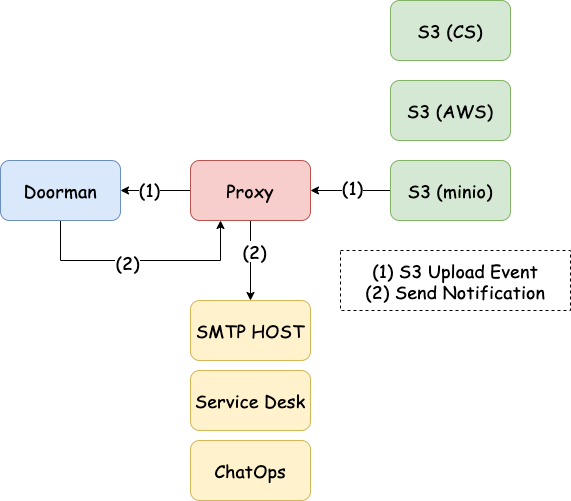 S3 (CS)
S3 (AWS)
Doorman
(1)
Proxy
(1)
S3 (minio)
(2)
(2)
(1) S3 Upload Event
(2) Send Notification
SMTP HOST
Service Desk
ChatOps